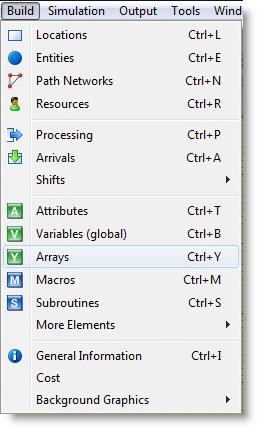 Build Simulation Output Tools Wind
Locations Ctrl+L
Entities Ctrl+E
Path Networks Ctrl+N
Resources Ctrl+R
Processing Ctrl+P
Arrivals Ctrl+A
Shifts
A Attributes Ctrl+T
V Variables (global) Ctrl+B
Y Arrays Ctrl+Y
M Macros Ctrl+M
S Subroutines Ctrl+S
More Elements
i General Information Ctrl+I
Cost
Background Graphics